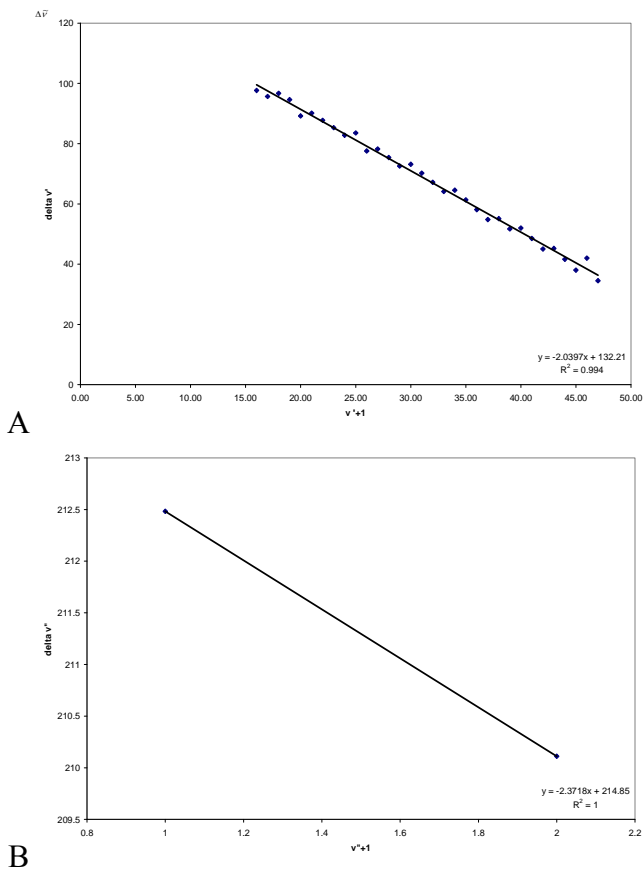 Δν̃
120
100
80
60
40
20
0
delta v'
0.00 5.00 10.00 15.00 20.00 25.00 30.00 35.00 40.00 45.00 50.00
v '+1
y = -2.0397x + 132.21
R² = 0.994
A
213
212.5
212
211.5
211
210.5
210
209.5
delta v"
0.8 1 1.2 1.4 1.6 1.8 2 2.2
v"+1
y = -2.3718x + 214.85
R² = 1
B